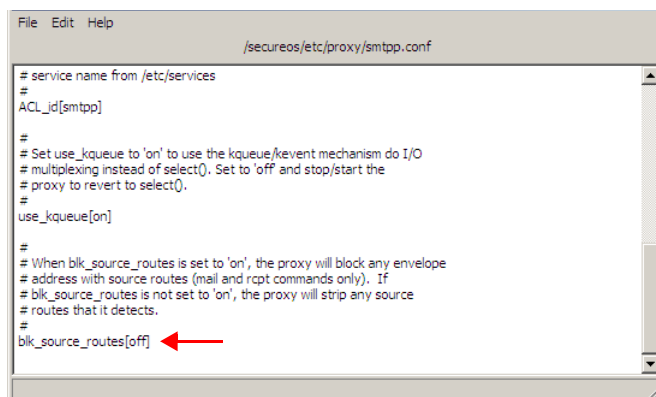 File Edit Help
/secureos/etc/proxy/smtpp.conf
# service name from /etc/services
#
ACL_id[smtpp]
#
# Set use_kqueue to 'on' to use the kqueue/kevent mechanism do I/O
# multiplexing instead of select(). Set to 'off' and stop/start the
# proxy to revert to select().
#
use_kqueue[on]
#
# When blk_source_routes is set to 'on', the proxy will block any envelope
# address with source routes (mail and rcpt commands only). If
# blk_source_routes is not set to 'on', the proxy will strip any source
# routes that it detects.
#
blk_source_routes[off]